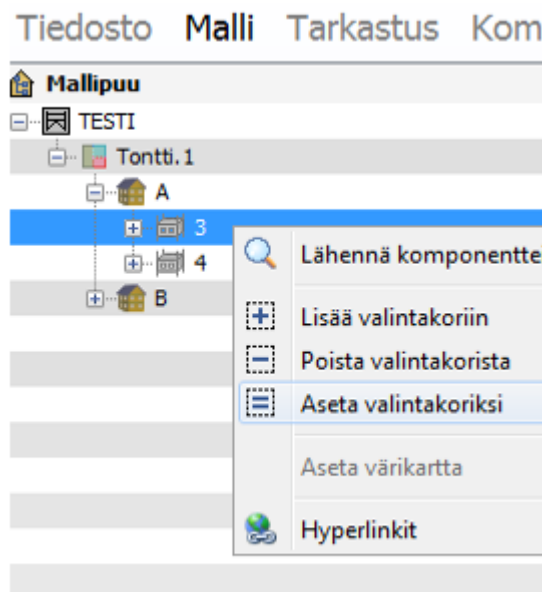 Tiedosto Malli Tarkastus Kom
Mallipuu
TESTI
Tontti.1
A
3
4
B
Lähennä komponentte
Lisää valintakoriin
Poista valintakorista
Aseta valintakoriksi
Aseta värikartta
Hyperlinkit